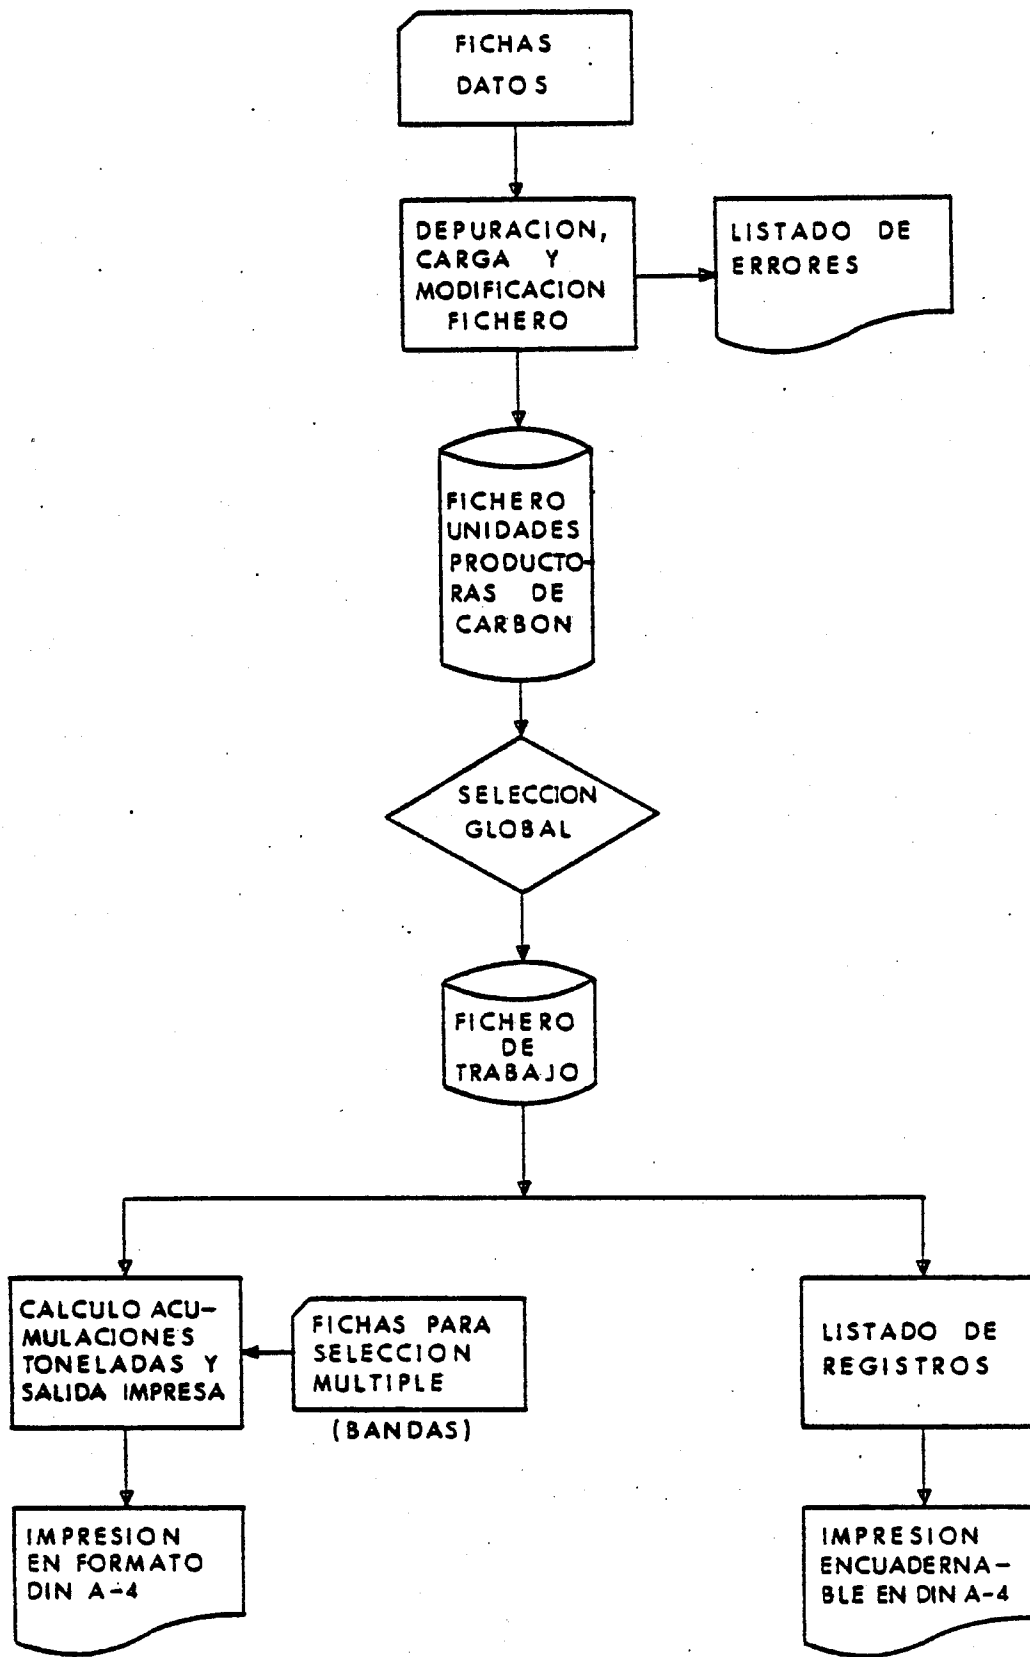 FICHAS
DATOS
DEPURACION,
CARGA Y
MODIFICACION
FICHERO
LISTADO DE
ERRORES
FICHERO
UNIDADES
PRODUCTO-
RAS DE
CARBON
SELECCION
GLOBAL
FICHERO
DE
TRABAJO
CALCULO ACU-
MULACIONES
TONELADAS Y
SALIDA IMPRESA
FICHAS PARA
SELECCION
MULTIPLE
(BANDAS)
LISTADO DE
REGISTROS
IMPRESION
EN FORMATO
DIN A-4
IMPRESION
ENCUADERNA-
BLE EN DIN A-4